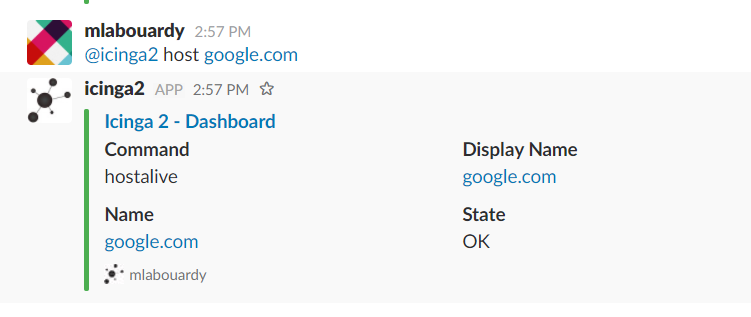 mlabouardy 2:57 PM
@icinga2 host google.com
icinga2 APP 2:57 PM
Icinga 2 - Dashboard
Command Display Name
hostalive google.com
Name State
google.com OK
mlabouardy